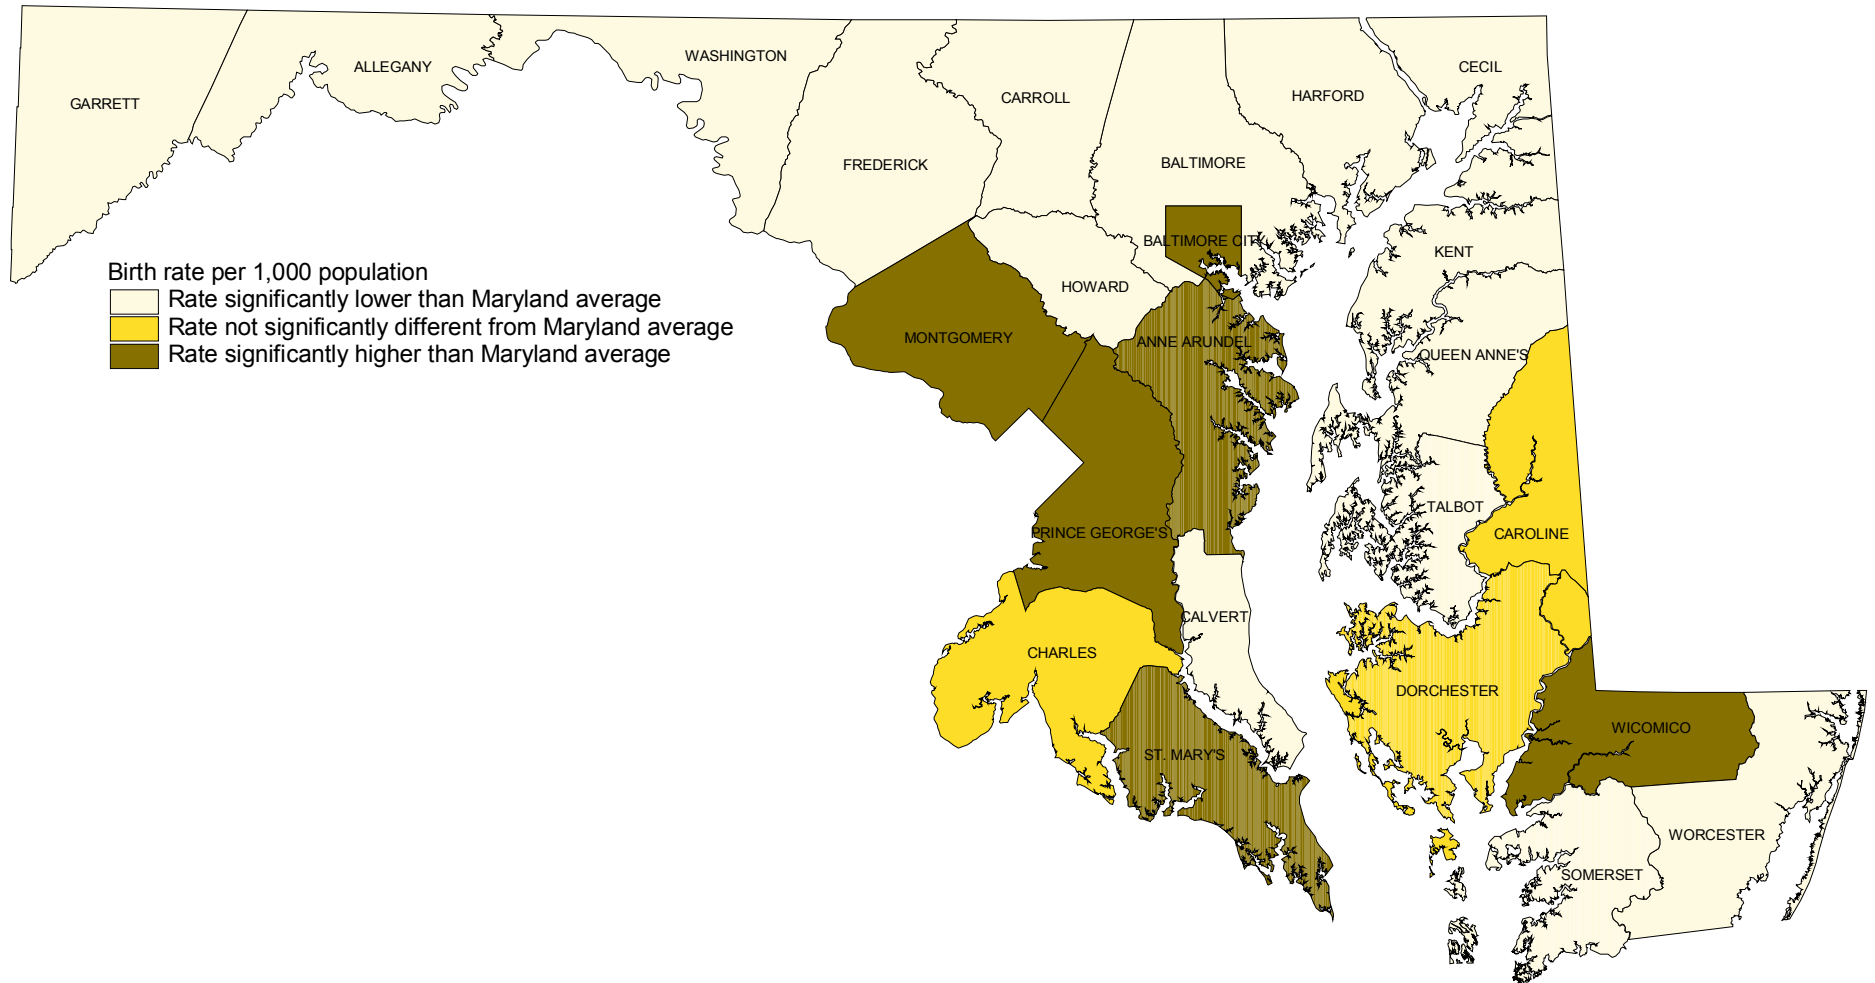 WASHINGTON
ALLEGANY
CECIL
GARRETT
CARROLL
HARFORD
FREDERICK
BALTIMORE
BALTIMORE CITY
KENT
Birth rate per 1,000 population
Rate significantly lower than Maryland average
Rate not significantly different from Maryland average
Rate significantly higher than Maryland average
HOWARD
MONTGOMERY
ANNE ARUNDEL
QUEEN ANNE'S
TALBOT
PRINCE GEORGE'S
CAROLINE
CALVERT
CHARLES
DORCHESTER
WICOMICO
ST. MARY'S
WORCESTER
SOMERSET